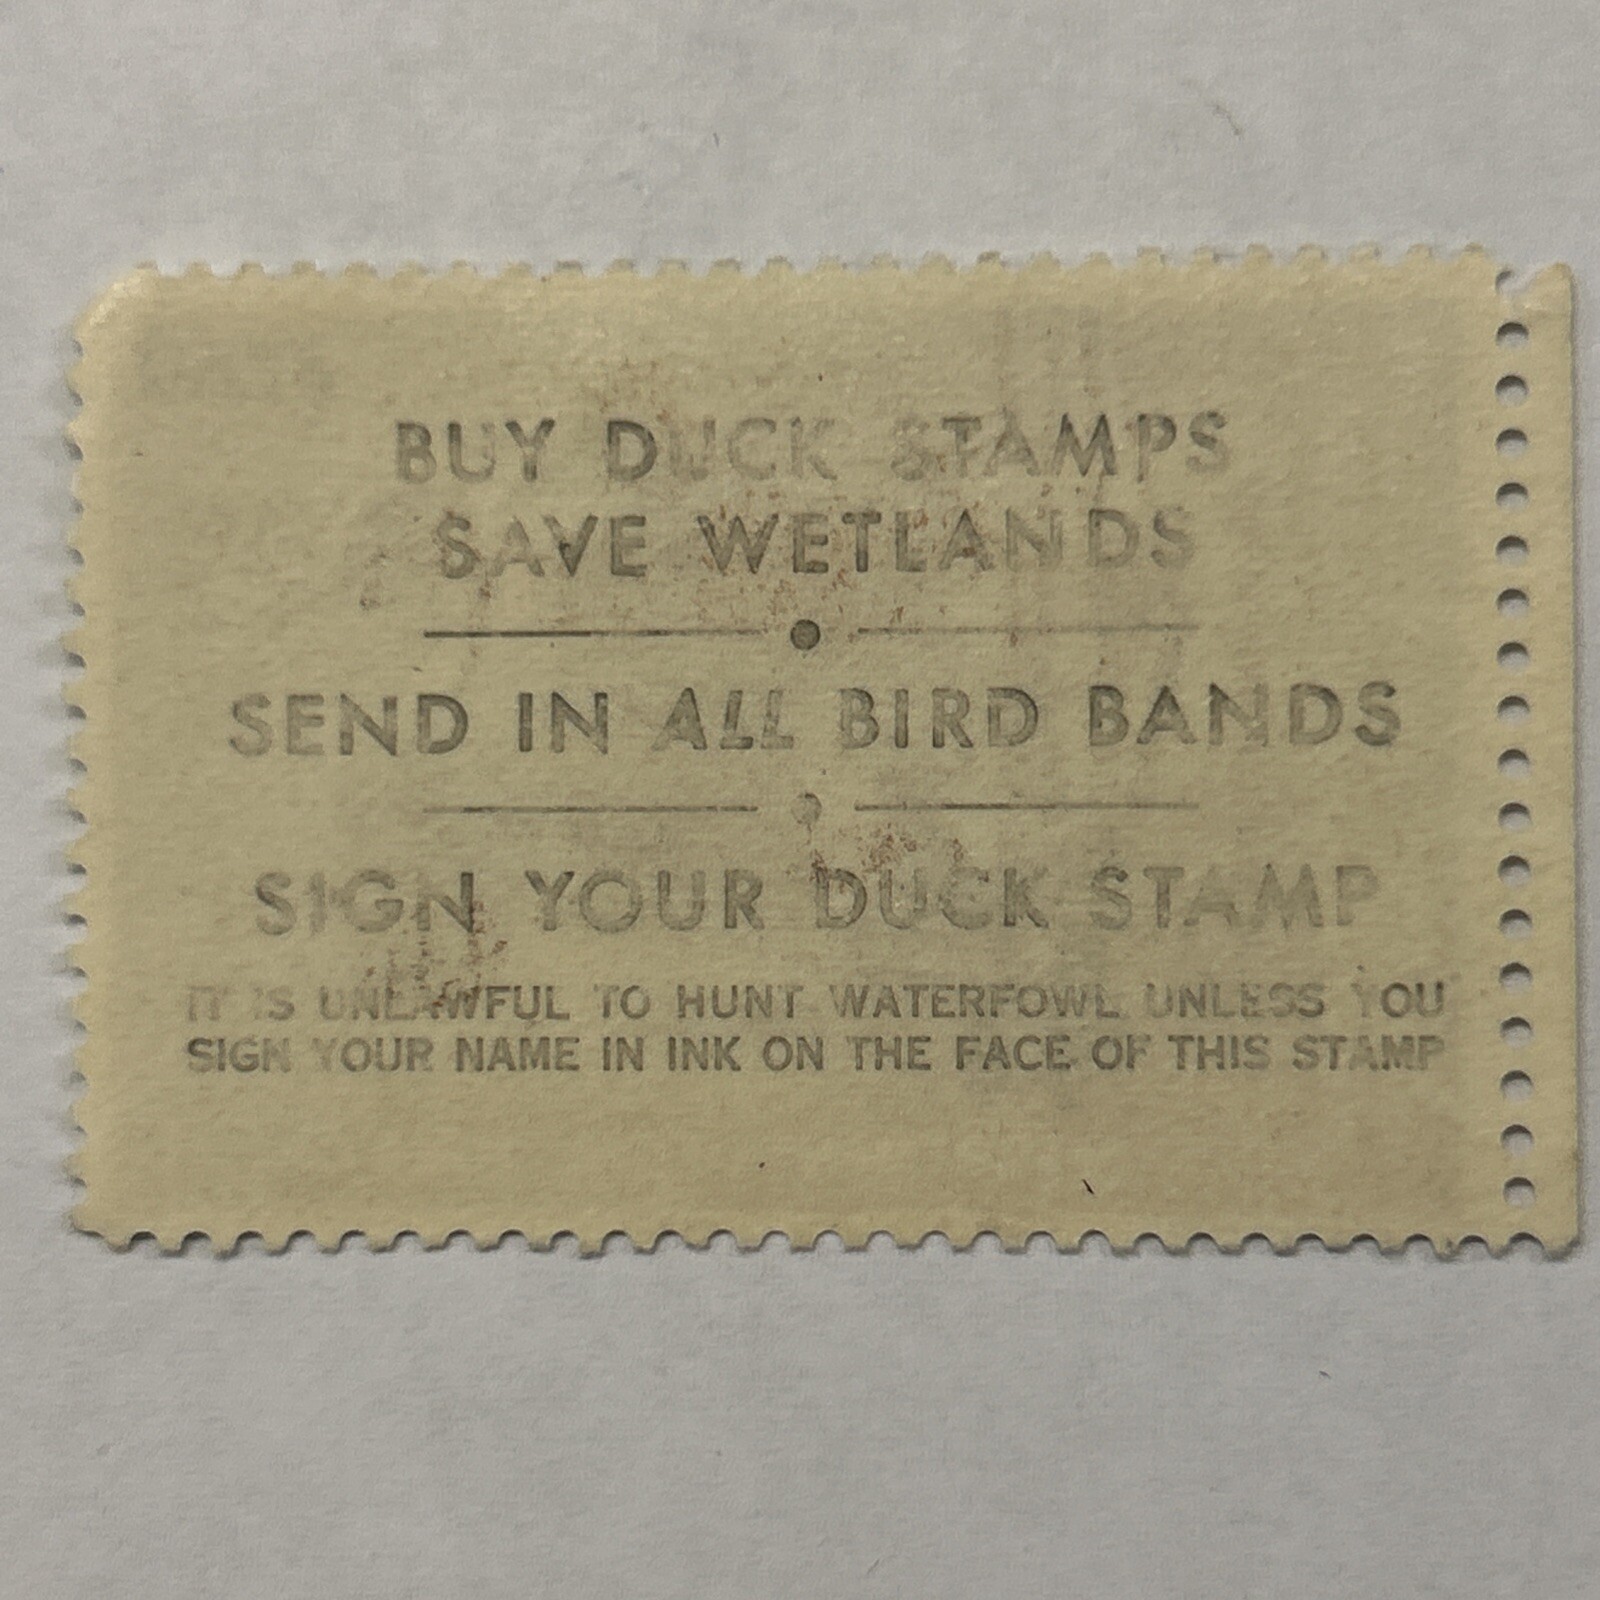 BUY DUCK STAMPS
SAVE WETLANDS
SEND IN ALL BIRD BANDS
SIGN YOUR DUCK STAMP
IT IS UNLAWFUL TO HUNT WATERFOWL UNLESS YOU
SIGN YOUR NAME IN INK ON THE FACE OF THIS STAMP